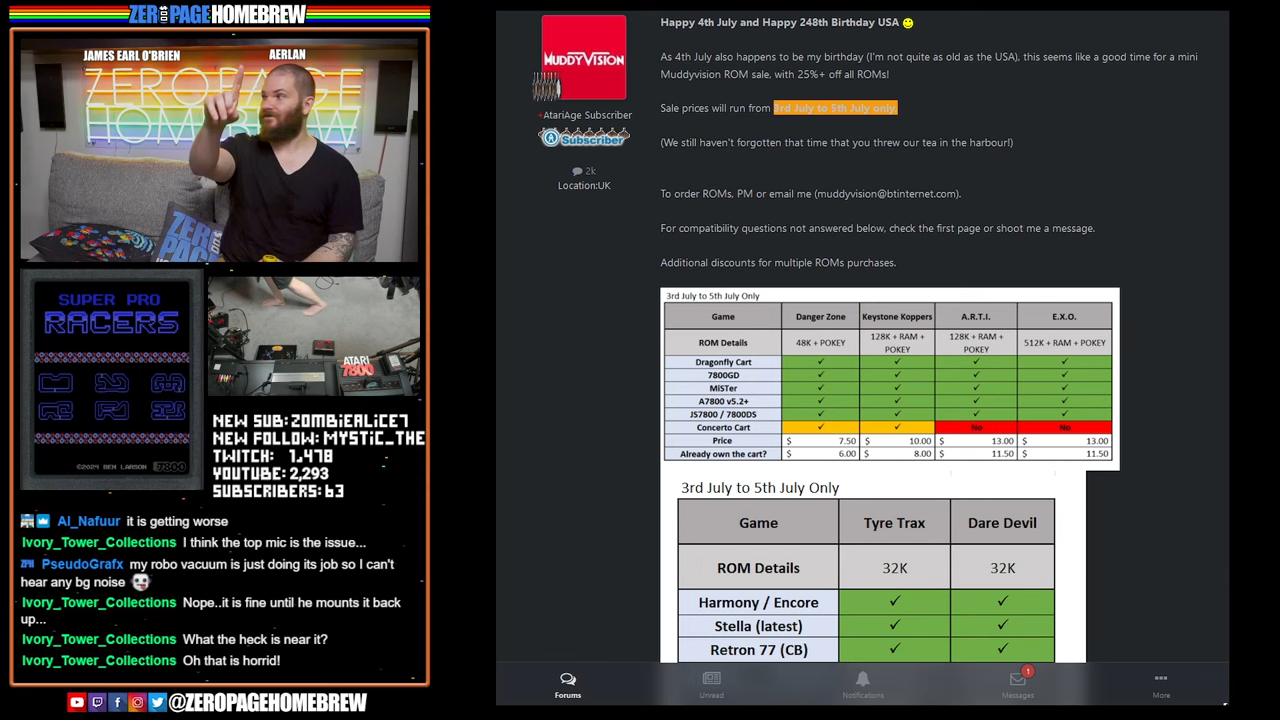 ZEROPAGE HOMEBREW
JAMES EARL O'BRIEN
AERLAN
ZEROPAGE
HOMEBREW
SUPER PRO
RACERS
©2024 BEN LARSON 7800
ATARI
7800
NEW SUB: ZOMBIEALICE7
NEW FOLLOW: MYSTIC_THE
TWITCH: 1,478
YOUTUBE: 2,293
SUBSCRIBERS: 63
Al_Nafuur it is getting worse
Ivory_Tower_Collections I think the top mic is the issue...
PseudoGrafx my robo vacuum is just doing its job so I can't
hear any bg noise
Ivory_Tower_Collections Nope..it is fine until he mounts it back
up...
Ivory_Tower_Collections What the heck is near it?
Ivory_Tower_Collections Oh that is horrid!
@ZEROPAGEHOMEBREW
MUDDYVISION
+AtariAge Subscriber
Subscriber
2k
Location:UK
Happy 4th July and Happy 248th Birthday USA
As 4th July also happens to be my birthday (I'm not quite as old as the USA), this seems like a good time for a mini
Muddyvision ROM sale, with 25%+ off all ROMs!
Sale prices will run from 3rd July to 5th July only.
(We still haven't forgotten that time that you threw our tea in the harbour!)
To order ROMs, PM or email me (muddyvision@btinternet.com).
For compatibility questions not answered below, check the first page or shoot me a message.
Additional discounts for multiple ROMs purchases.
3rd July to 5th July Only
Game Danger Zone Keystone Koppers A.R.T.I. E.X.O.
ROM Details 48K + POKEY 128K + RAM + POKEY 128K + RAM + POKEY 512K + RAM + POKEY
Dragonfly Cart ✓ ✓ ✓ ✓
7800GD ✓ ✓ ✓ ✓
MiSTer ✓ ✓ ✓ ✓
A7800 v5.2+ ✓ ✓ ✓ ✓
JS7800 / 7800DS ✓ ✓ ✓ ✓
Concerto Cart ✓ ✓ No No
Price $ 7.50 $ 10.00 $ 13.00 $ 13.00
Already own the cart? $ 6.00 $ 8.00 $ 11.50 $ 11.50
3rd July to 5th July Only
Game Tyre Trax Dare Devil
ROM Details 32K 32K
Harmony / Encore ✓ ✓
Stella (latest) ✓ ✓
Retron 77 (CB) ✓ ✓
Forums
Unread
Notifications
1
Messages
More